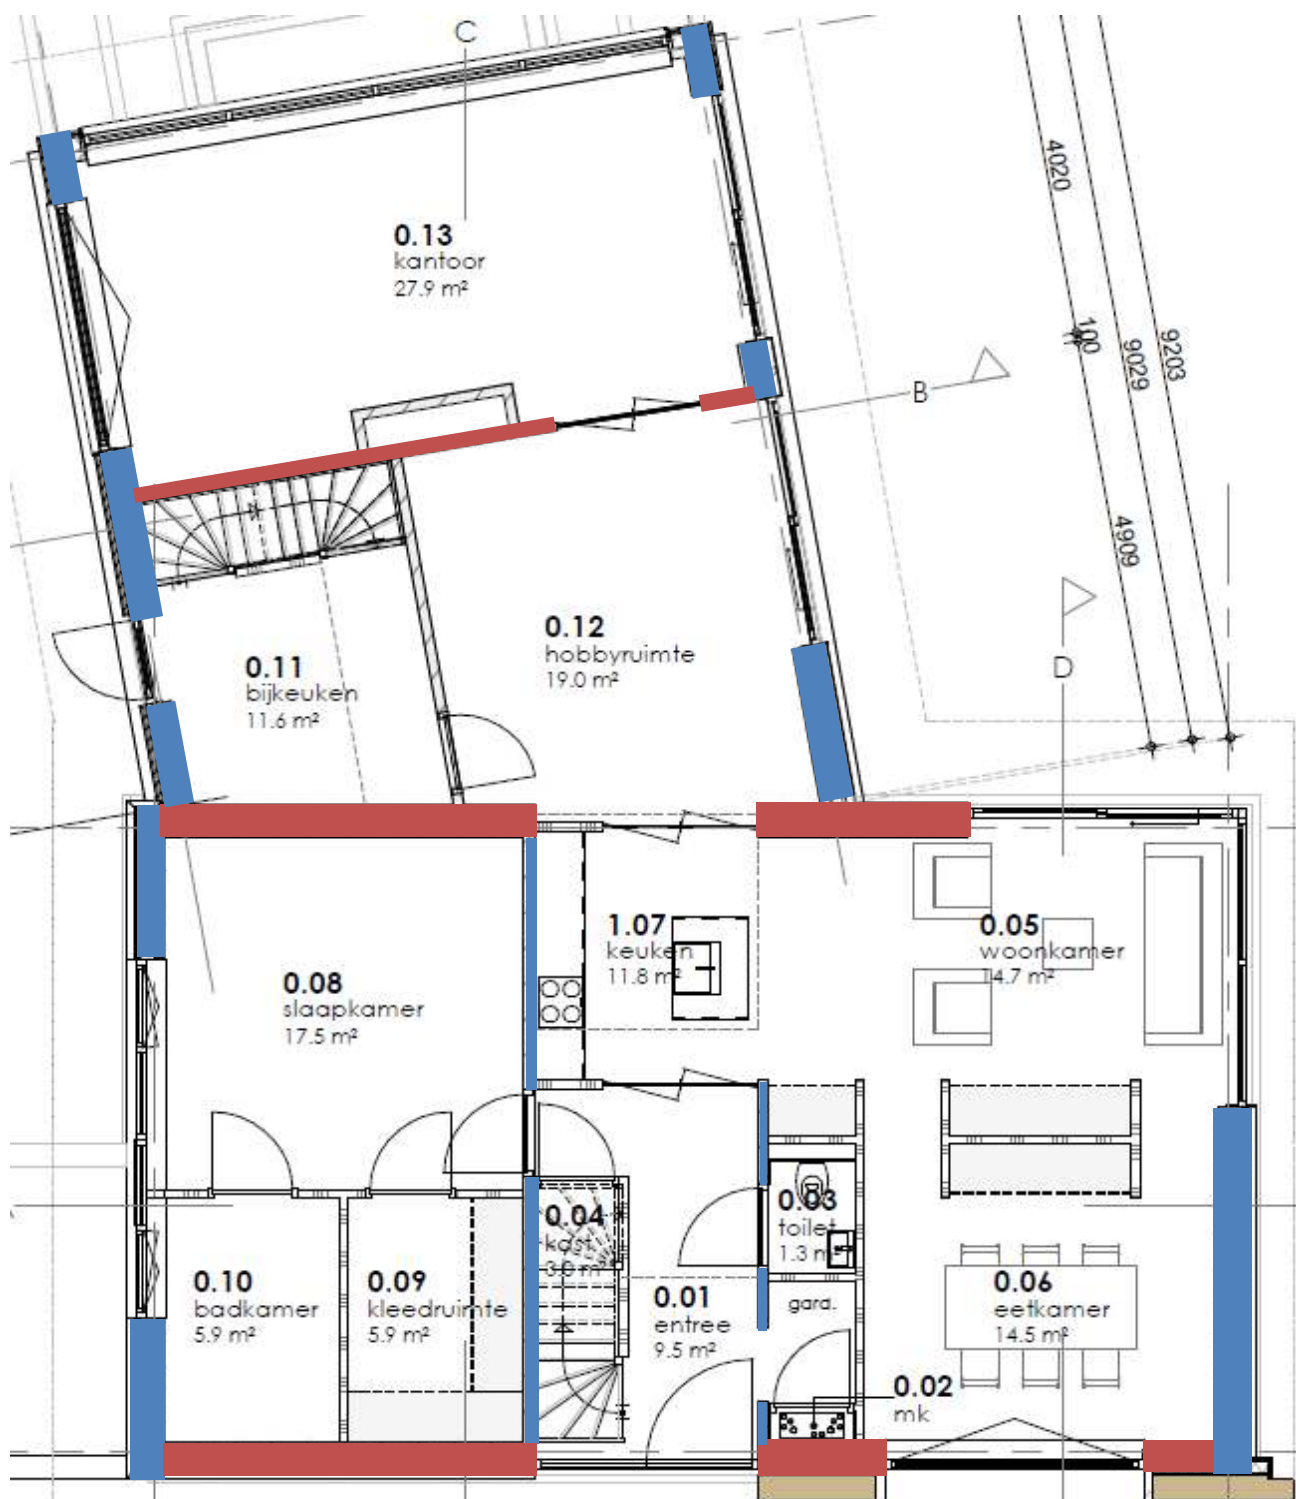 C
0.13
kantoor
27.9 m²
4020
100
9029
9203
B
4909
D
0.12
hobbyruimte
19.0 m²
0.11
bijkeuken
11.6 m²
1.07
keuken
11.8 m²
0.05
woonkamer
14.7 m²
0.08
slaapkamer
17.5 m²
0.04
kast
3.0 m²
0.03
toilet
1.3 m²
0.10
badkamer
5.9 m²
0.09
kleedruimte
5.9 m²
0.01
entree
9.5 m²
gard.
0.06
eetkamer
14.5 m²
0.02
mk